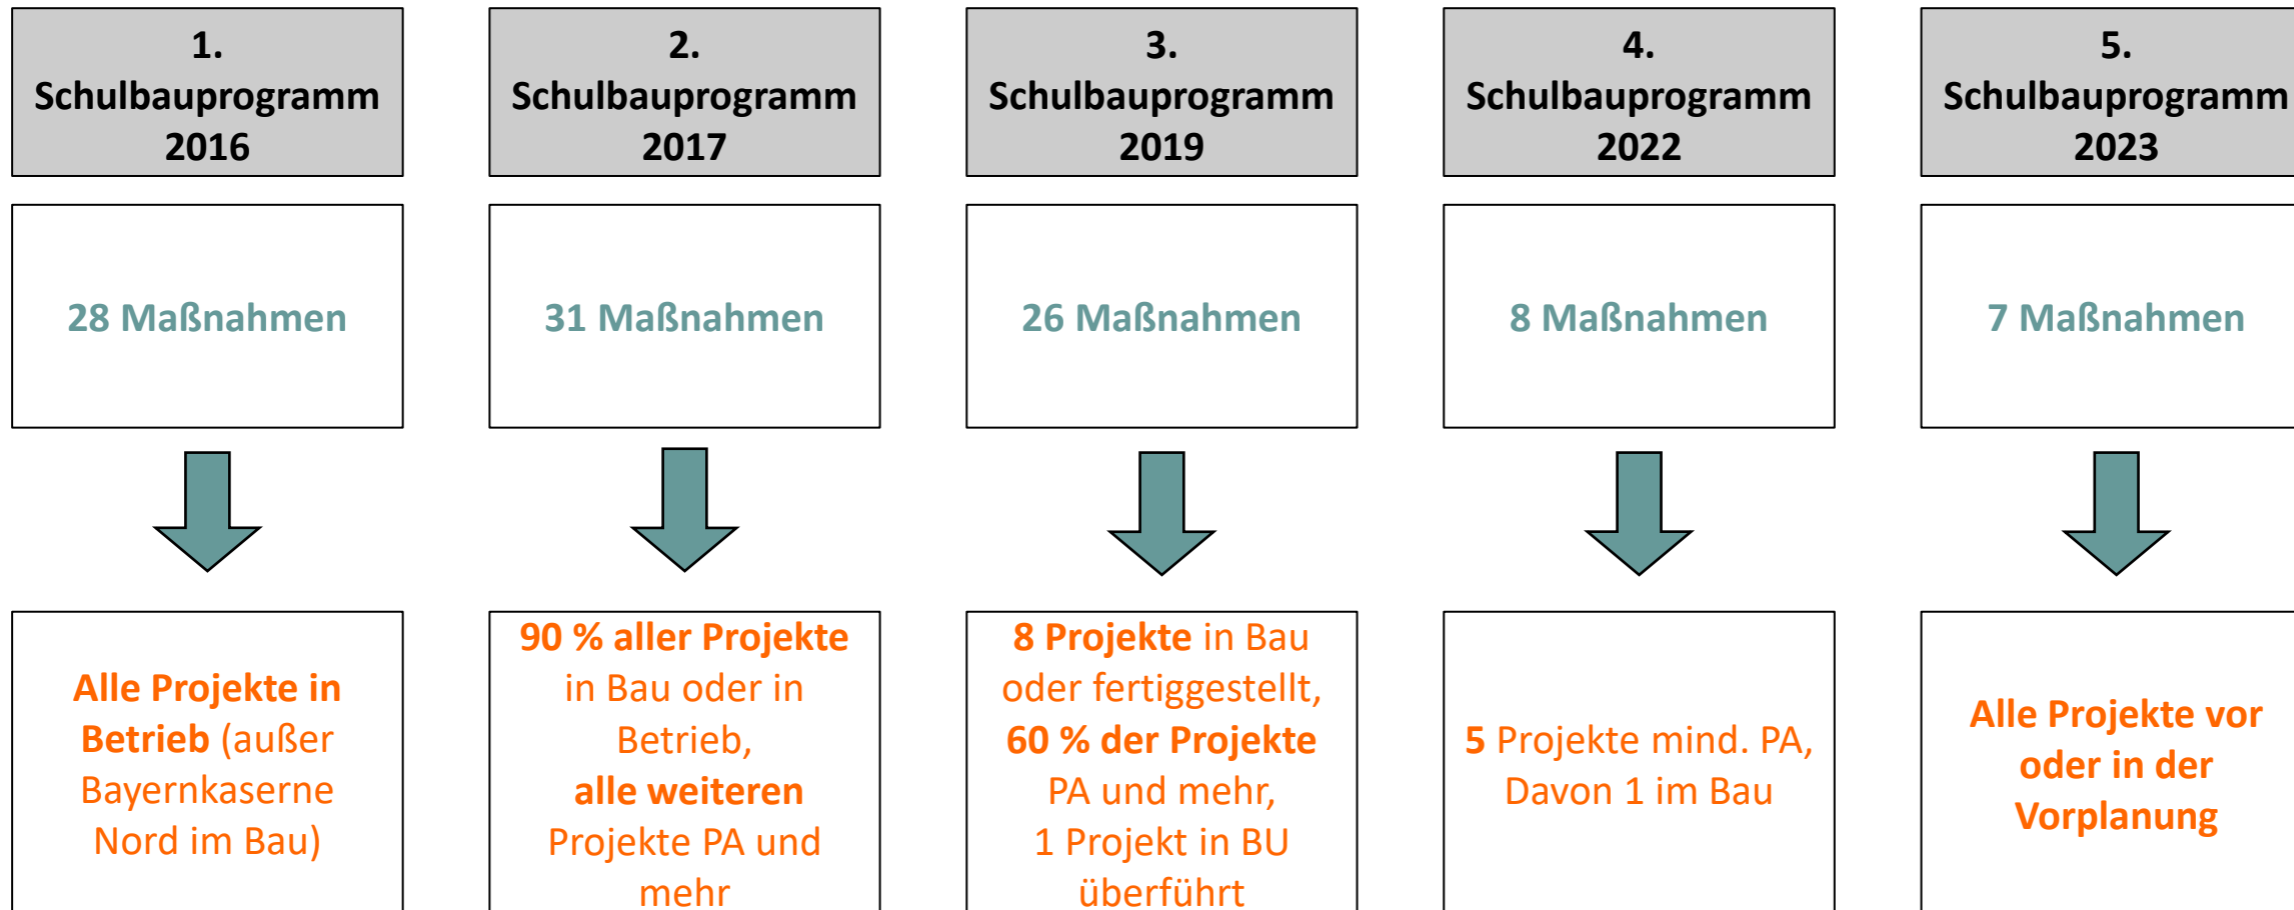 1.
Schulbauprogramm
2016
2.
Schulbauprogramm
2017
3.
Schulbauprogramm
2019
4.
Schulbauprogramm
2022
5.
Schulbauprogramm
2023
28 Maßnahmen
31 Maßnahmen
26 Maßnahmen
8 Maßnahmen
7 Maßnahmen
Alle Projekte in
Betrieb (außer
Bayernkaserne
Nord im Bau)
90 % aller Projekte
in Bau oder in
Betrieb,
alle weiteren
Projekte PA und
mehr
8 Projekte in Bau
oder fertiggestellt,
60 % der Projekte
PA und mehr,
1 Projekt in BU
überführt
5 Projekte mind. PA,
Davon 1 im Bau
Alle Projekte vor
oder in der
Vorplanung